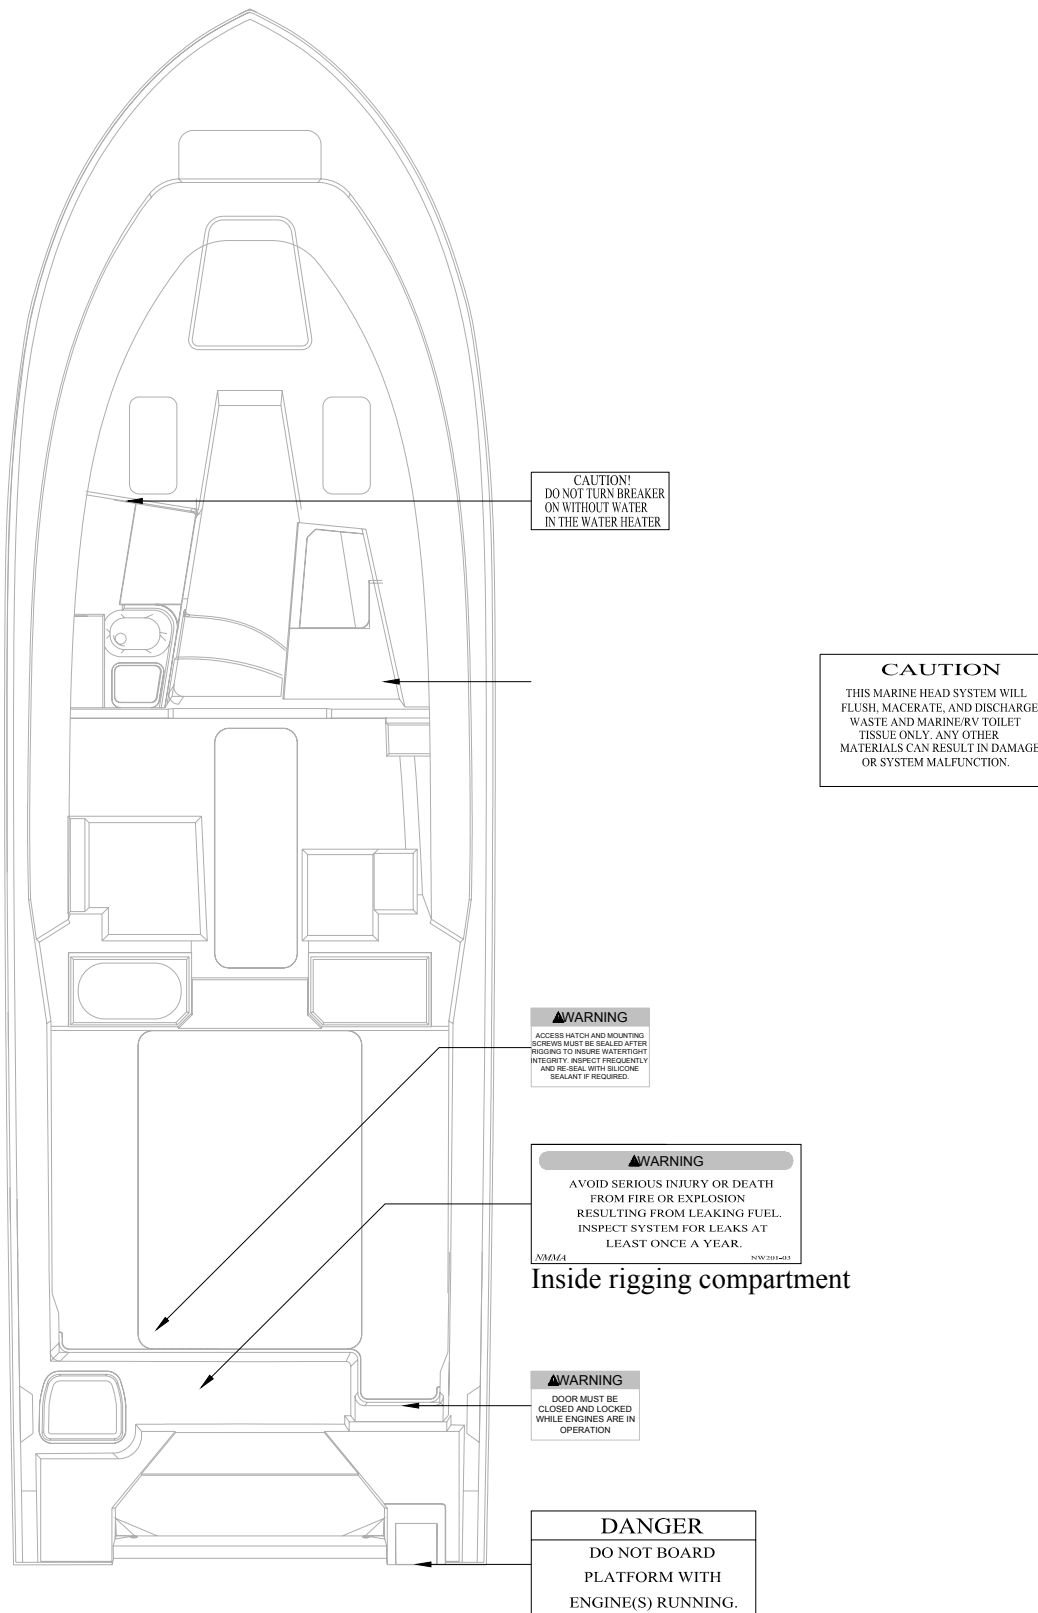 CAUTION!
DO NOT TURN BREAKER
ON WITHOUT WATER
IN THE WATER HEATER
CAUTION
THIS MARINE HEAD SYSTEM WILL
FLUSH, MACERATE, AND DISCHARGE
WASTE AND MARINE/RV TOILET
TISSUE ONLY. ANY OTHER
MATERIALS CAN RESULT IN DAMAGE
OR SYSTEM MALFUNCTION.
WARNING
ACCESS HATCH AND MOUNTING
SCREWS MUST BE SEALED AFTER
RIGGING TO INSURE WATERTIGHT
INTEGRITY. INSPECT FREQUENTLY
AND RE-SEAL WITH SILICONE
SEALANT IF REQUIRED.
WARNING
AVOID SERIOUS INJURY OR DEATH
FROM FIRE OR EXPLOSION
RESULTING FROM LEAKING FUEL.
INSPECT SYSTEM FOR LEAKS AT
LEAST ONCE A YEAR.
NMMA NW201-03
Inside rigging compartment
WARNING
DOOR MUST BE
CLOSED AND LOCKED
WHILE ENGINES ARE IN
OPERATION
DANGER
DO NOT BOARD
PLATFORM WITH
ENGINE(S) RUNNING.